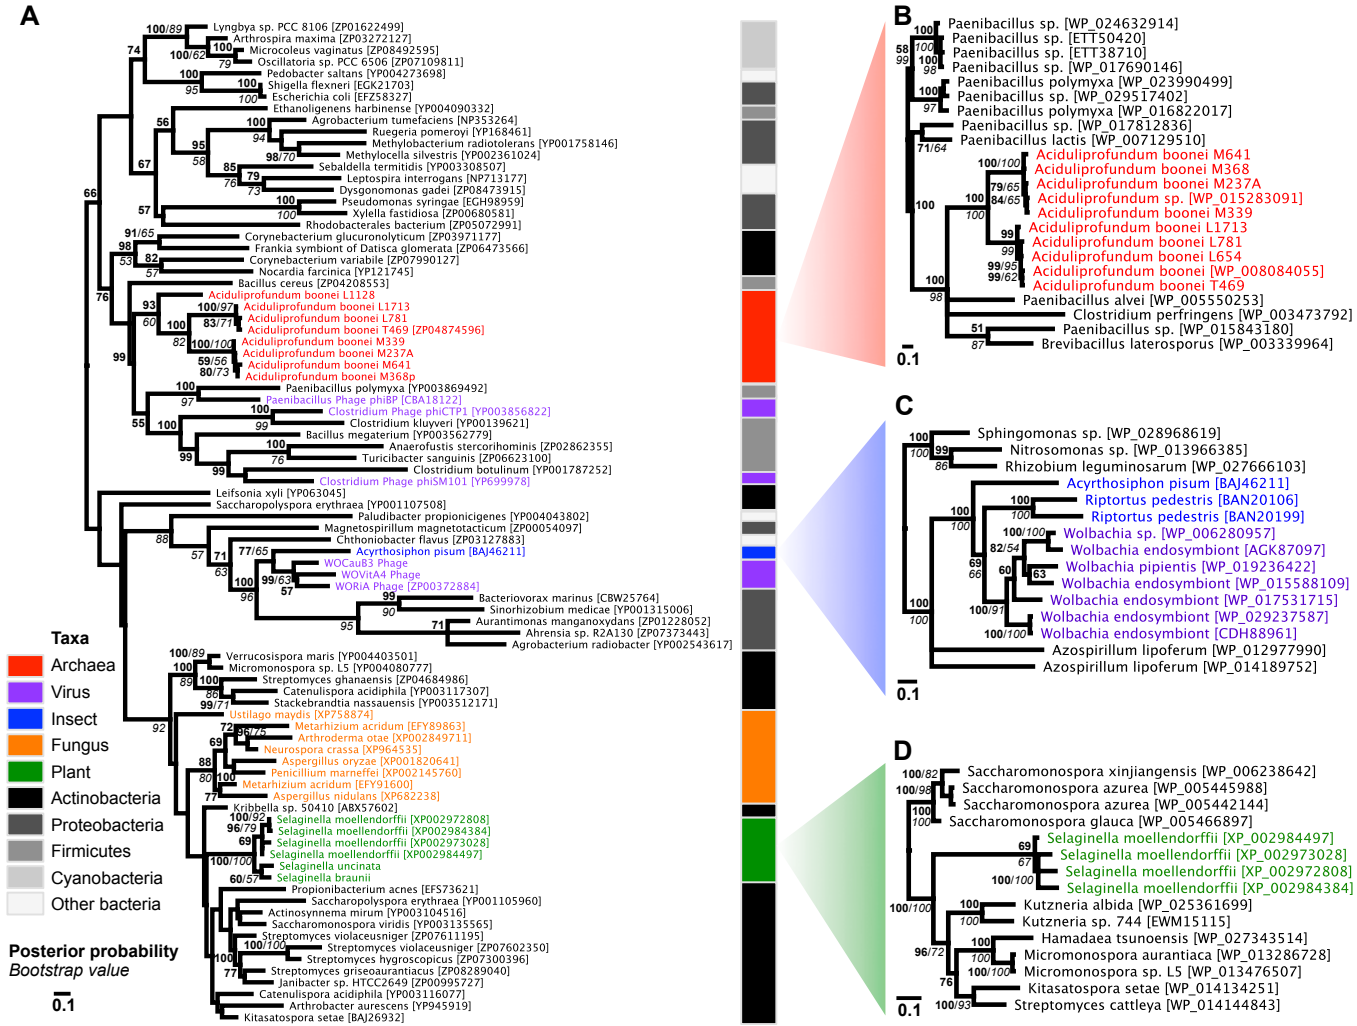 A
Lyngbya sp. PCC 8106 [ZP01622499]
100/89
Arthrospira maxima [ZP03272127]
74
100
Microcoleus vaginatus [ZP08492595]
100/62
Oscillatoria sp. PCC 6506 [ZP07109811]
79
Pedobacter saltans [YP004273698]
100
Shigella flexneri [EGK21703]
95
100
Escherichia coli [EFZ58327]
100
Ethanoligenens harbinense [YP004090332]
56
Agrobacterium tumefaciens [NP353264]
100
Ruegeria pomeroyi [YP168461]
94
Methylobacterium radiotolerans [YP001758146]
95
98/70
Methylocella silvestris [YP002361024]
58
67
Sebaldella termitidis [YP003308507]
85
Leptospira interrogans [NP713177]
76
79
Dysgonomonas gadei [ZP08473915]
73
66
Pseudomonas syringae [EGH98959]
100
57
Xylella fastidiosa [ZP00680581]
100
Rhodobacterales bacterium [ZP05072991]
91/65
Corynebacterium glucuronolyticum [ZP03971177]
98
Frankia symbiont of Datisca glomerata [ZP06473566]
53
82
Corynebacterium variabile [ZP07990127]
57
Nocardia farcinica [YP121745]
76
Bacillus cereus [ZP04208553]
93
Aciduliprofundum boonei L1128
60
100/97
Aciduliprofundum boonei L1713
100
83/71
Aciduliprofundum boonei L781
82
Aciduliprofundum boonei T469 [ZP04874596]
100/100
Aciduliprofundum boonei M339
99
59/56
Aciduliprofundum boonei M237A
80/73
Aciduliprofundum boonei M641
Aciduliprofundum boonei M368p
100
Paenibacillus polymyxa [YP003869492]
97
Paenibacillus Phage phiBP [CBA18122]
55
100
Clostridium Phage phiCTP1 [YP003856822]
100
99
Clostridium kluyveri [YP00139621]
Bacillus megaterium [YP003562779]
99
100
Anaerofustis stercorihominis [ZP02862355]
76
Turicibacter sanguinis [ZP06623100]
99
Clostridium botulinum [YP001787252]
Clostridium Phage phiSM101 [YP699978]
Leifsonia xyli [YP063045]
Saccharopolyspora erythraea [YP001107508]
88
Paludibacter propionicigenes [YP004043802]
57
Magnetospirillum magnetotacticum [ZP00054097]
71
Chthoniobacter flavus [ZP03127883]
63
77/65
Acyrthosiphon pisum [BAJ46211]
WOCauB3 Phage
100
99/63
WOVitA4 Phage
96
57
WORiA Phage [ZP00372884]
99
Bacteriovorax marinus [CBW25764]
90
Sinorhizobium medicae [YP001315006]
95
Aurantimonas manganoxydans [ZP01228052]
71
Ahrensia sp. R2A130 [ZP07373443]
Agrobacterium radiobacter [YP002543617]
100/89
Verrucosispora maris [YP004403501]
100
Micromonospora sp. L5 [YP004080777]
89
100
Streptomyces ghanaensis [ZP04684986]
86
Catenulispora acidiphila [YP003117307]
99/71
Stackebrandtia nassauensis [YP003512171]
92
Ustilago maydis [XP758874]
72
Metarhizium acridum [EFY89863]
96/75
Arthroderma otae [XP002849711]
69
Neurospora crassa [XP964535]
88
Aspergillus oryzae [XP001820641]
80
100
Penicillium marneffei [XP002145760]
Metarhizium acridum [EFY91600]
77
Aspergillus nidulans [XP682238]
Kribbella sp. 50410 [ABX57602]
100/92
Selaginella moellendorffii [XP002972808]
96/79
Selaginella moellendorffii [XP002984384]
69
Selaginella moellendorffii [XP002973028]
100/100
Selaginella moellendorffii [XP002984497]
Selaginella uncinata
60/57
Selaginella braunii
Propionibacterium acnes [EFS73621]
Saccharopolyspora erythraea [YP001105960]
Actinosynnema mirum [YP003104516]
Saccharomonospora viridis [YP003135565]
Streptomyces violaceusniger [ZP07611195]
100/100
Streptomyces violaceusniger [ZP07602350]
100
Streptomyces hygroscopicus [ZP07300396]
77
Streptomyces griseoaurantiacus [ZP08289040]
Janibacter sp. HTCC2649 [ZP00995727]
Catenulispora acidiphila [YP003116077]
Arthrobacter aurescens [YP945919]
Kitasatospora setae [BAJ26932]
Taxa
Archaea
Virus
Insect
Fungus
Plant
Actinobacteria
Proteobacteria
Firmicutes
Cyanobacteria
Other bacteria
Posterior probability
Bootstrap value
0.1
B
Paenibacillus sp. [WP_024632914]
100
Paenibacillus sp. [ETT50420]
58
100
Paenibacillus sp. [ETT38710]
99
100
Paenibacillus sp. [WP_017690146]
98
Paenibacillus polymyxa [WP_023990499]
100
Paenibacillus sp. [WP_029517402]
97
Paenibacillus polymyxa [WP_016822017]
Paenibacillus sp. [WP_017812836]
71/64
Paenibacillus lactis [WP_007129510]
Aciduliprofundum boonei M641
100/100
Aciduliprofundum boonei M368
79/65
Aciduliprofundum boonei M237A
100
84/65
Aciduliprofundum sp. [WP_015283091]
100
100
Aciduliprofundum boonei M339
Aciduliprofundum boonei L1713
99
Aciduliprofundum boonei L781
99
Aciduliprofundum boonei L654
99/95
Aciduliprofundum boonei [WP_008084055]
99/62
100
Aciduliprofundum boonei T469
98
Paenibacillus alvei [WP_005550253]
Clostridium perfringens [WP_003473792]
51
Paenibacillus sp. [WP_015843180]
87
Brevibacillus laterosporus [WP_003339964]
0.1
C
Sphingomonas sp. [WP_028968619]
100
100
99
Nitrosomonas sp. [WP_013966385]
86
Rhizobium leguminosarum [WP_027666103]
Acyrthosiphon pisum [BAJ46211]
100
Riptortus pedestris [BAN20106]
100
100
100
Riptortus pedestris [BAN20199]
100/100
Wolbachia sp. [WP_006280957]
82/54
Wolbachia endosymbiont [AGK87097]
69
66
60
Wolbachia pipientis [WP_019236422]
63
Wolbachia endosymbiont [WP_015588109]
Wolbachia endosymbiont [WP_017531715]
100
100/91
Wolbachia endosymbiont [WP_029237587]
100
100/100
Wolbachia endosymbiont [CDH88961]
Azospirillum lipoferum [WP_012977990]
Azospirillum lipoferum [WP_014189752]
0.1
D
100/82
Saccharomonospora xinjiangensis [WP_006238642]
100/98
Saccharomonospora azurea [WP_005445988]
100
Saccharomonospora azurea [WP_005442144]
100
Saccharomonospora glauca [WP_005466897]
Selaginella moellendorffii [XP_002984497]
69
Selaginella moellendorffii [XP_002973028]
67
Selaginella moellendorffii [XP_002972808]
100/100
Selaginella moellendorffii [XP_002984384]
100/100
100
Kutzneria albida [WP_025361699]
100
Kutzneria sp. 744 [EWM15115]
96/72
Hamadaea tsunoensis [WP_027343514]
100
100
Micromonospora aurantiaca [WP_013286728]
100/100
Micromonospora sp. L5 [WP_013476507]
76
Kitasatospora setae [WP_014134251]
100/93
Streptomyces cattleya [WP_014144843]
0.1